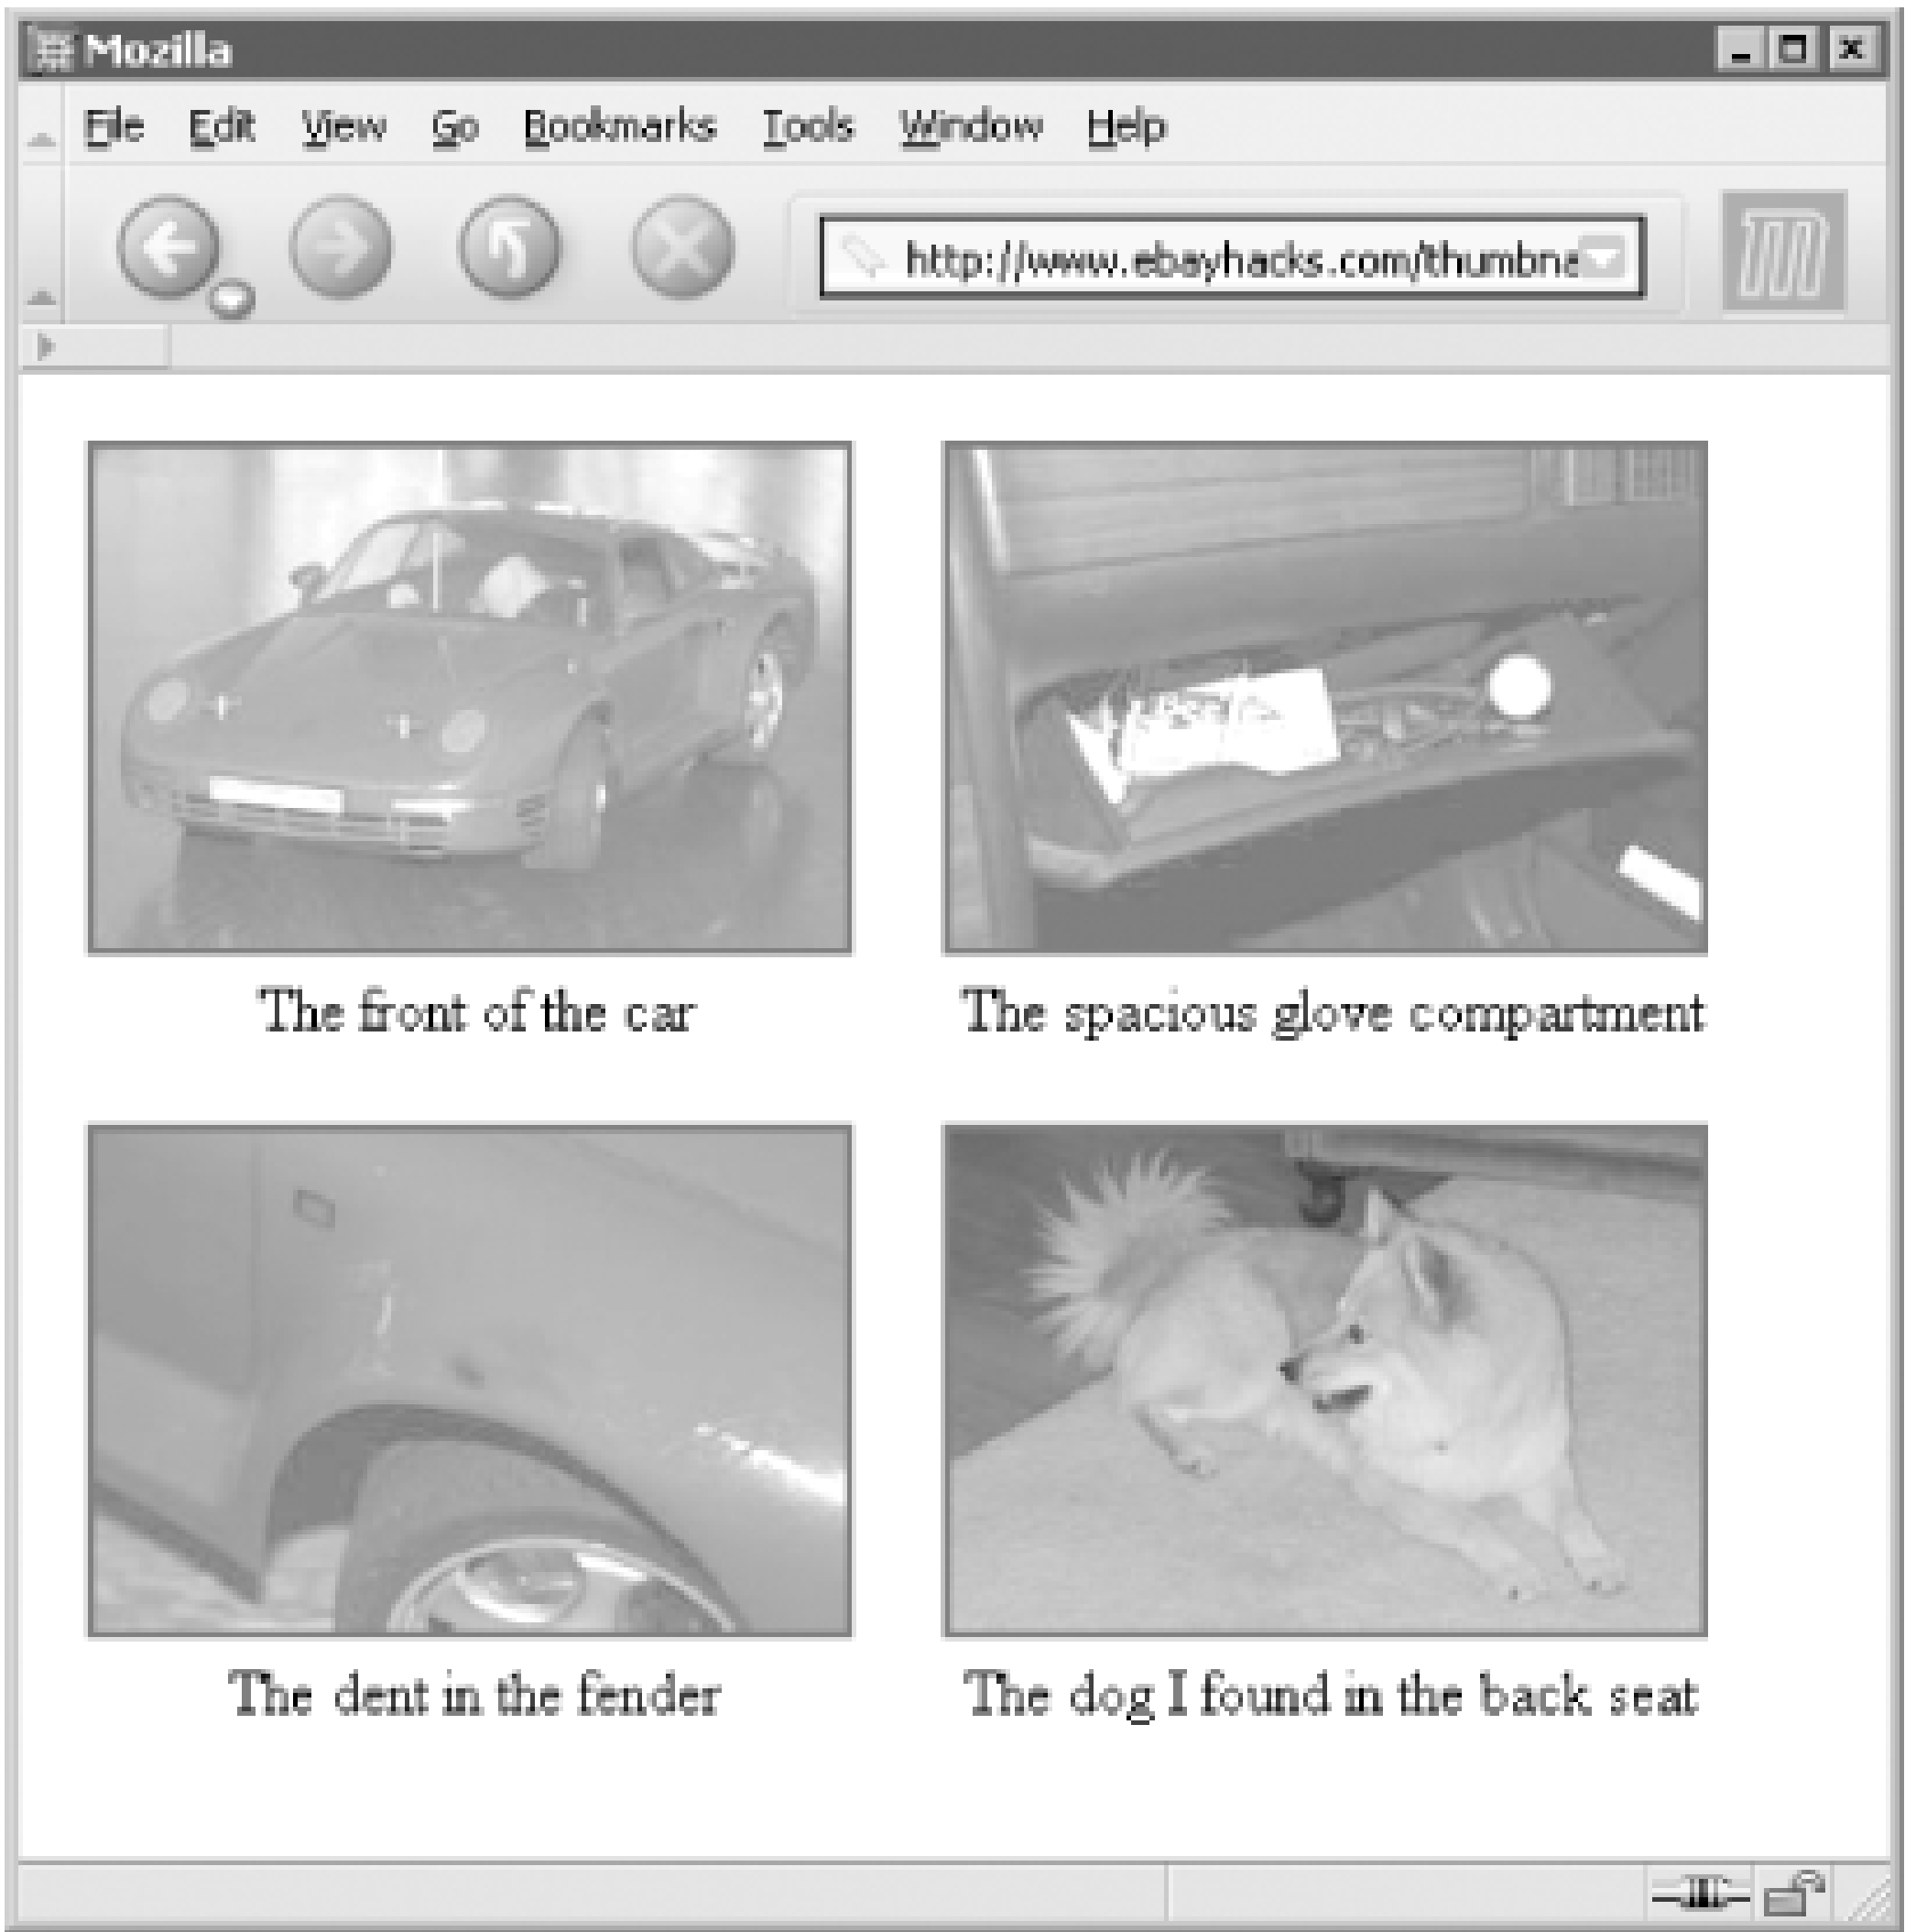 Mozilla
File Edit View Go Bookmarks Tools Window Help
http://www.ebayhacks.com/thumbna
The front of the car
The spacious glove compartment
The dent in the fender
The dog I found in the back seat